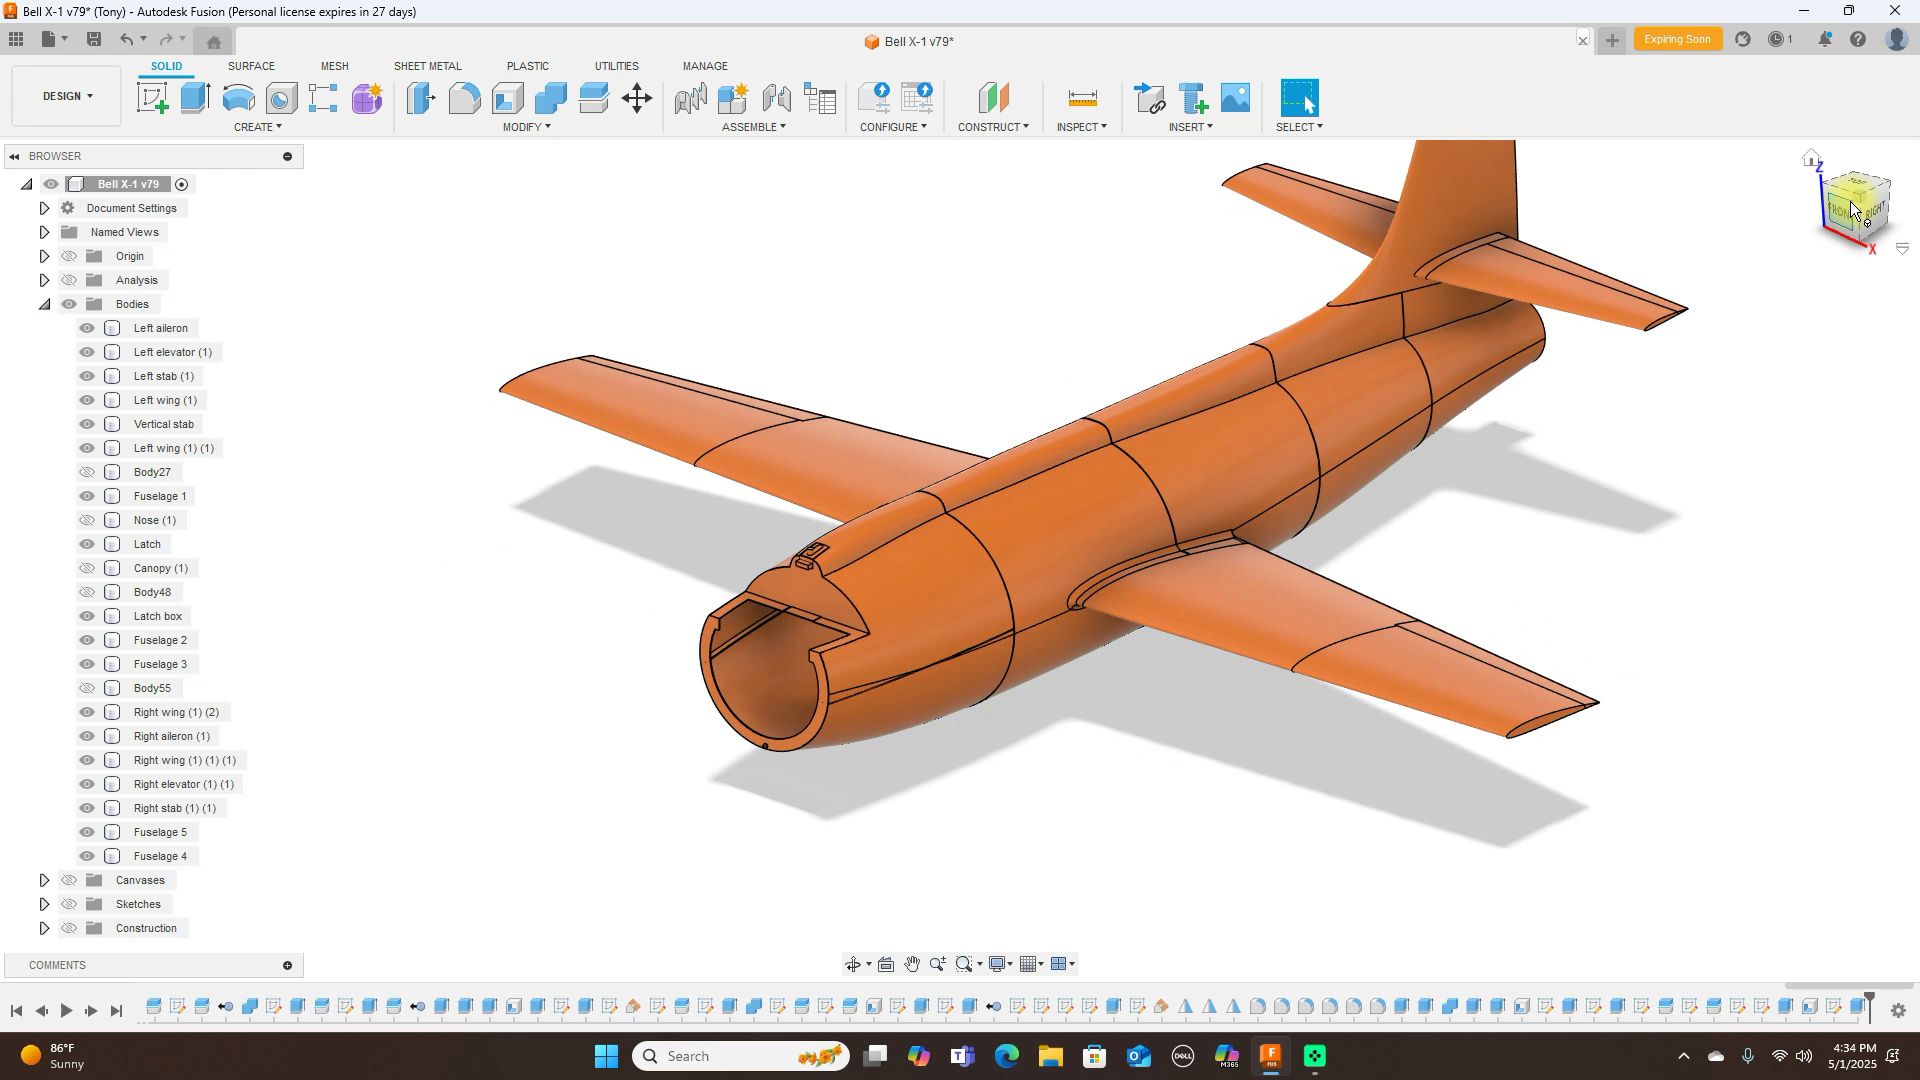 Bell X-1 v79* (Tony) - Autodesk Fusion (Personal license expires in 27 days)
Bell X-1 v79*
Expiring Soon
1
SOLID
SURFACE
MESH
SHEET METAL
PLASTIC
UTILITIES
MANAGE
DESIGN
CREATE
MODIFY
ASSEMBLE
CONFIGURE
CONSTRUCT
INSPECT
INSERT
SELECT
BROWSER
Bell X-1 v79
Document Settings
Named Views
Origin
Analysis
Bodies
Left aileron
Left elevator (1)
Left stab (1)
Left wing (1)
Vertical stab
Left wing (1) (1)
Body27
Fuselage 1
Nose (1)
Latch
Canopy (1)
Body48
Latch box
Fuselage 2
Fuselage 3
Body55
Right wing (1) (2)
Right aileron (1)
Right wing (1) (1) (1)
Right elevator (1) (1)
Right stab (1) (1)
Fuselage 5
Fuselage 4
Canvases
Sketches
Construction
Z
RIGHT
X
COMMENTS
86°F
Sunny
Search
DELL
M365
FUS
4:34 PM
5/1/2025